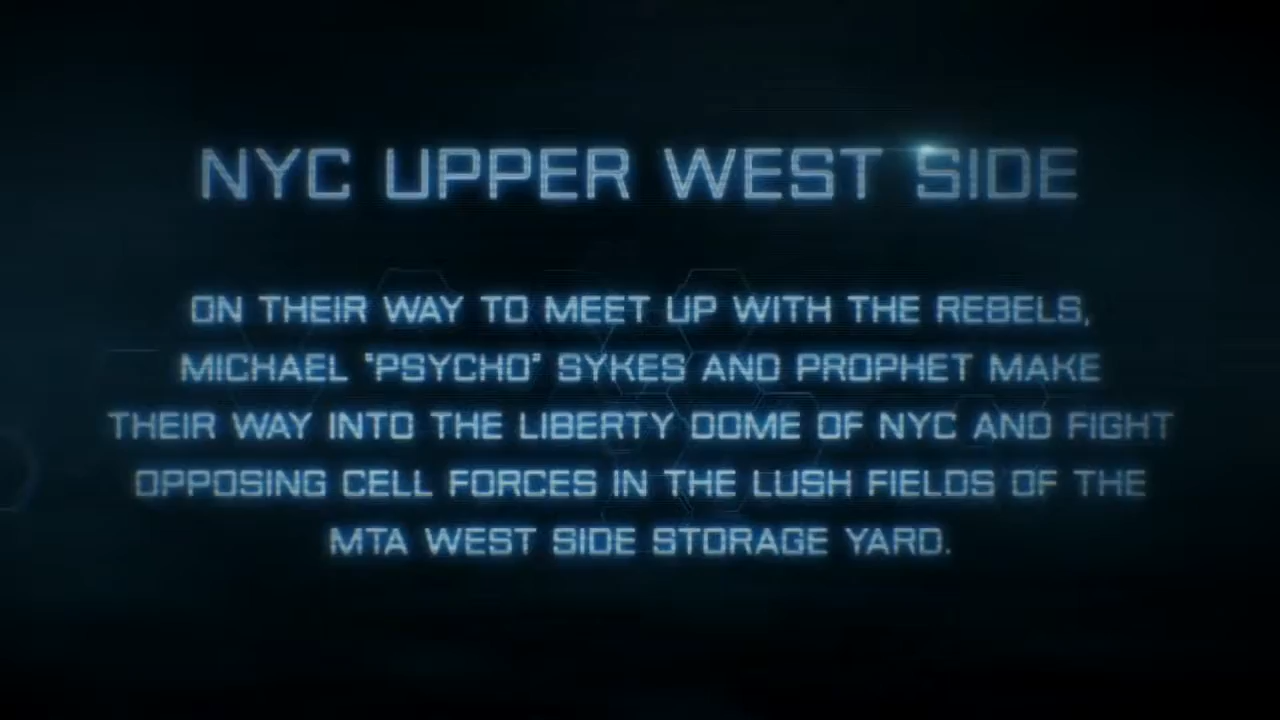 NYC UPPER WEST SIDE
ON THEIR WAY TO MEET UP WITH THE REBELS,
MICHAEL "PSYCHO" SYKES AND PROPHET MAKE
THEIR WAY INTO THE LIBERTY DOME OF NYC AND FIGHT
OPPOSING CELL FORCES IN THE LUSH FIELDS OF THE
MTA WEST SIDE STORAGE YARD.